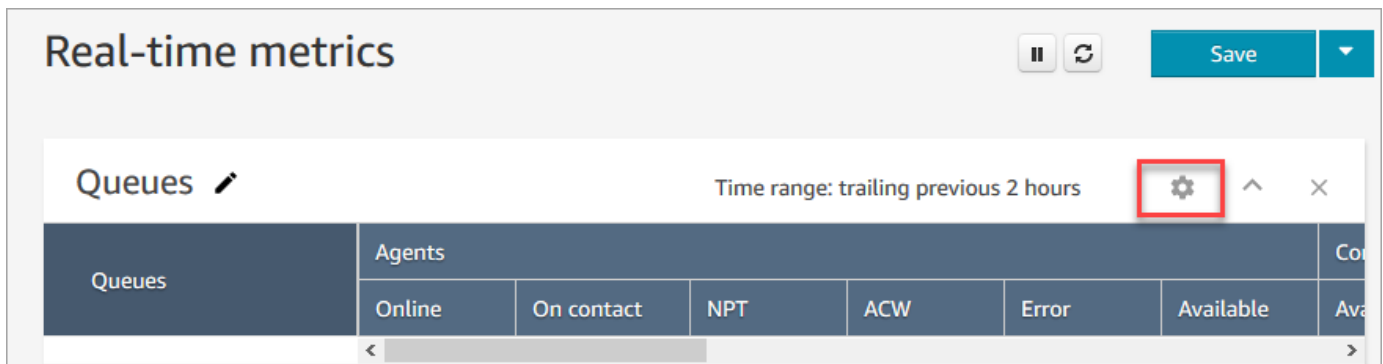 Real-time metrics
Save
Queues
Time range: trailing previous 2 hours
Queues
Agents
Online
On contact
NPT
ACW
Error
Available